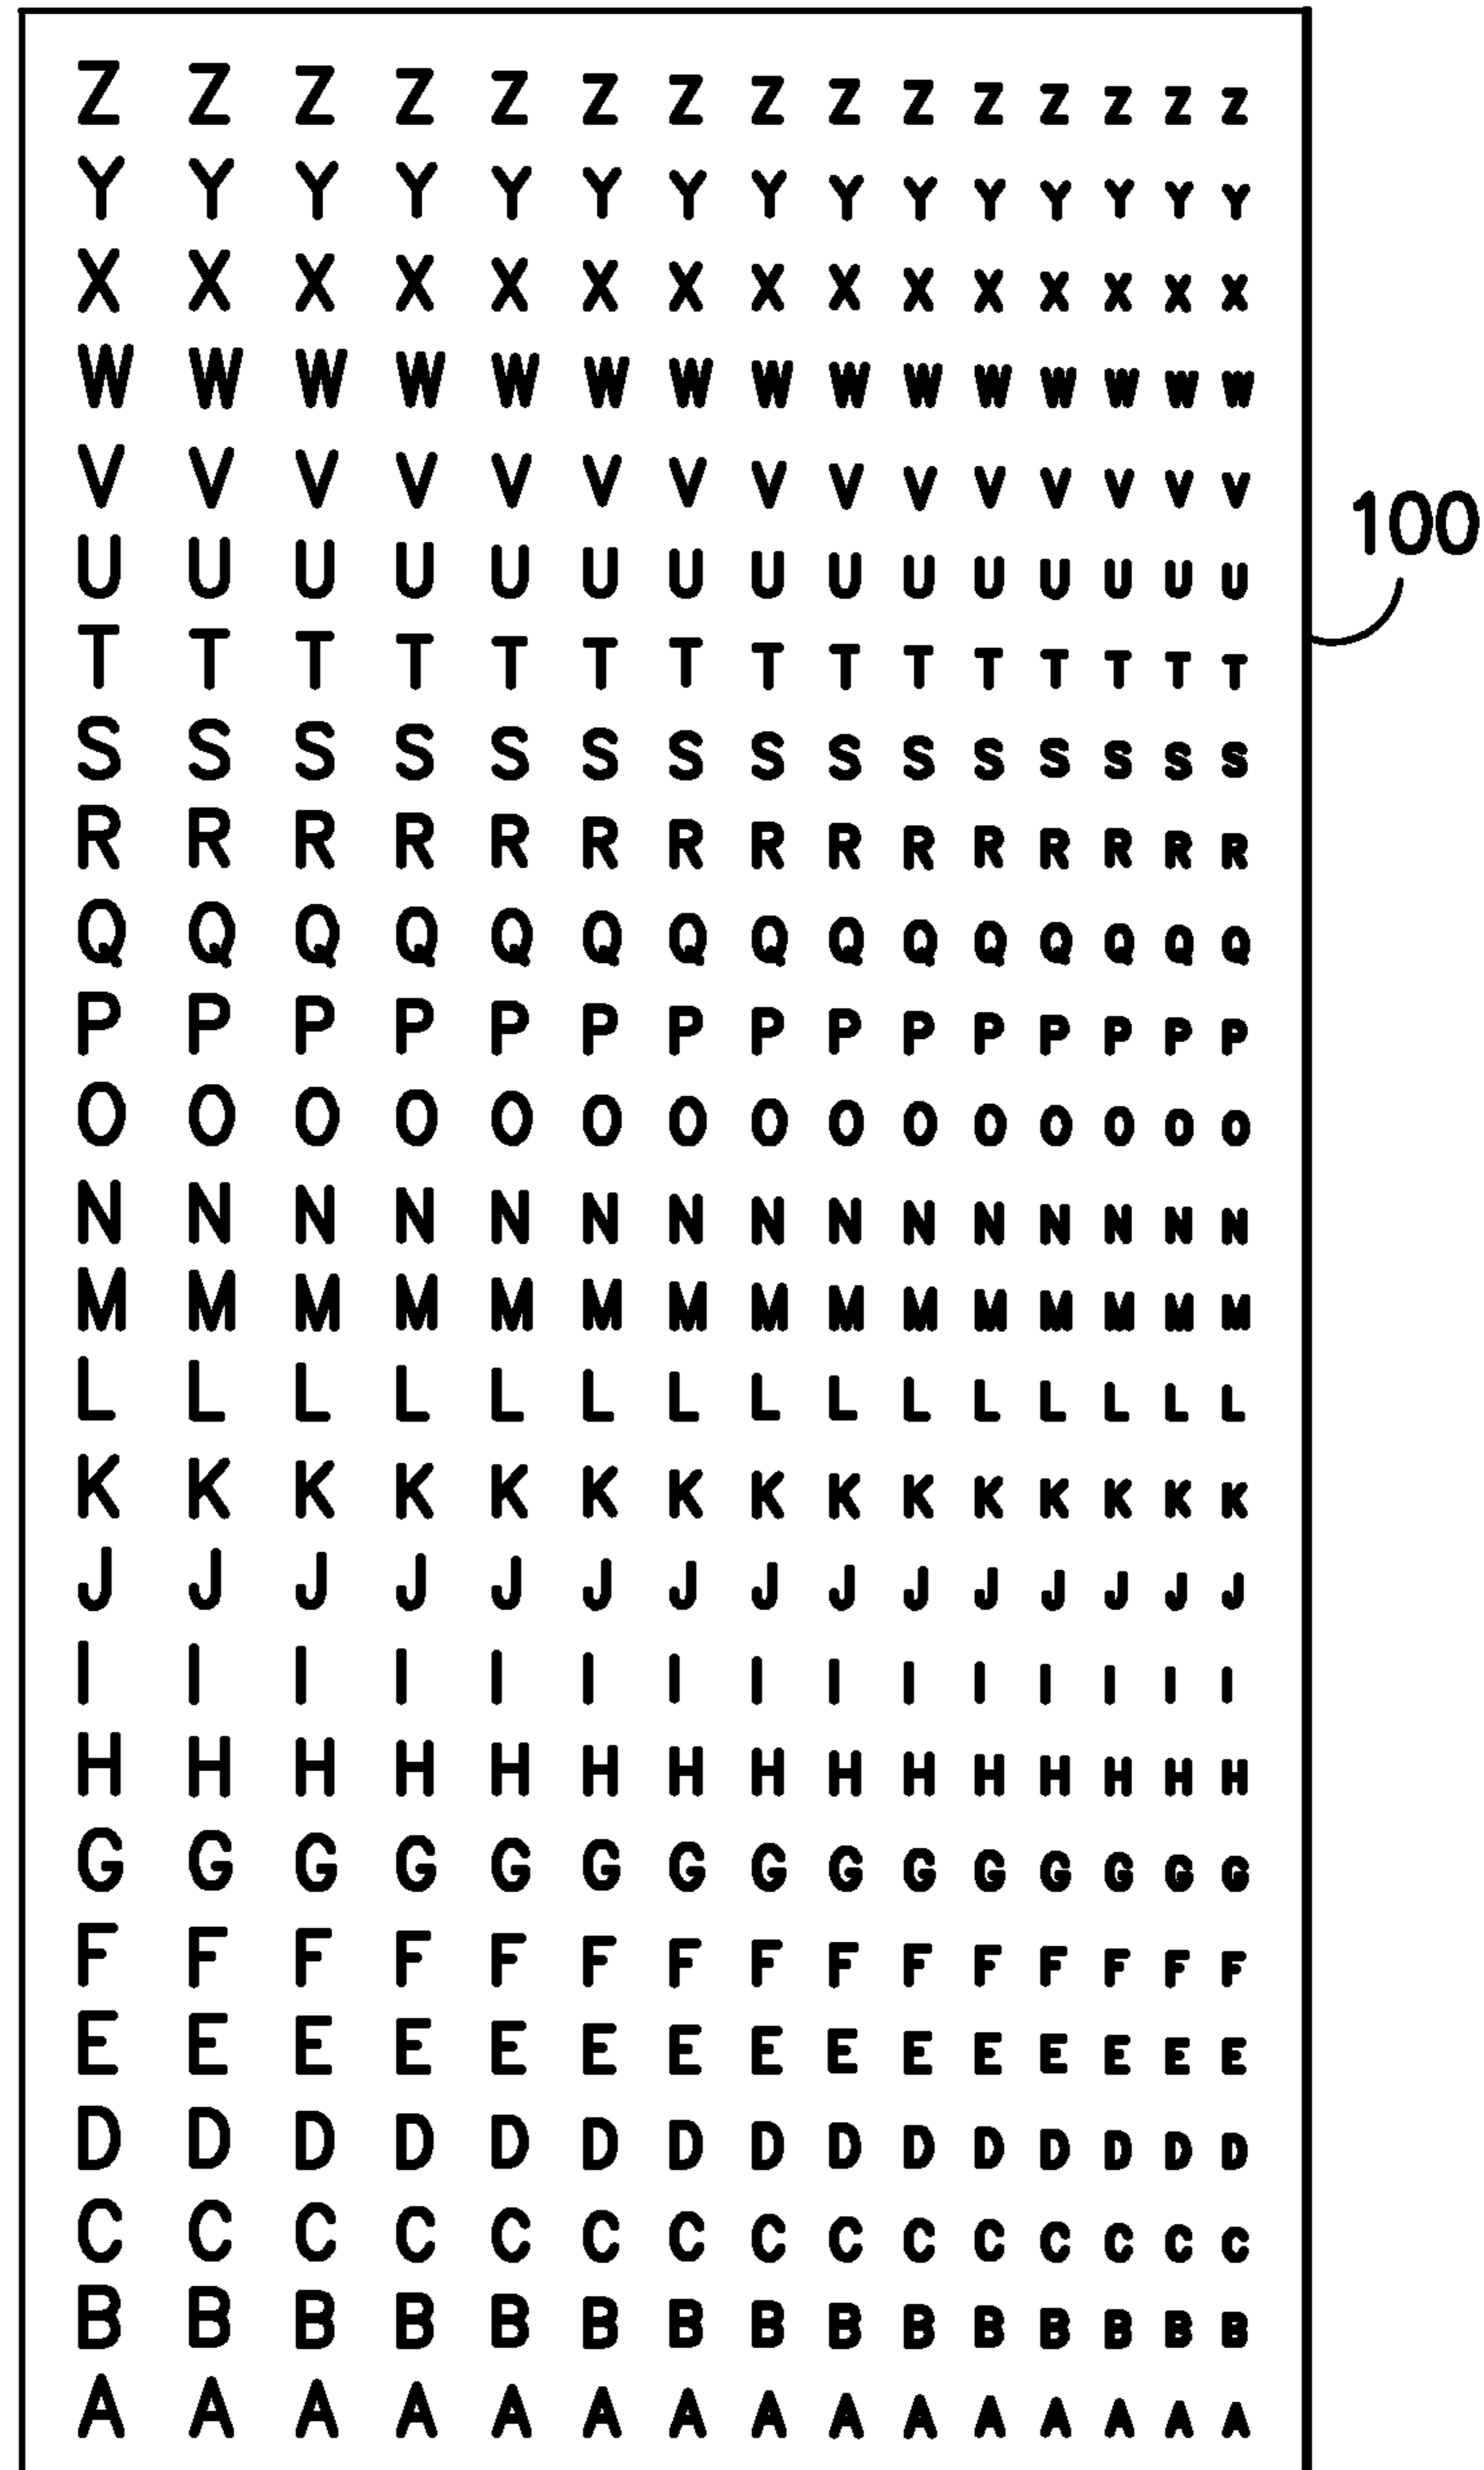 Z Z Z Z Z Z Z Z Z Z Z Z Z Z Z
Y Y Y Y Y Y Y Y Y Y Y Y Y Y Y
X X X X X X X X X X X X X X X
W W W W W W W W W W W W W W W
V V V V V V V V V V V V V V V
100
U U U U U U U U U U U U U U U
T T T T T T T T T T T T T T T
S S S S S S S S S S S S S S S
R R R R R R R R R R R R R R R
Q Q Q Q Q Q Q Q Q Q Q Q Q Q Q
P P P P P P P P P P P P P P P
O O O O O O O O O O O O O O O
N N N N N N N N N N N N N N N
M M M M M M M M M M M M M M M
L L L L L L L L L L L L L L L
K K K K K K K K K K K K K K K
J J J J J J J J J J J J J J J
I I I I I I I I I I I I I I I
H H H H H H H H H H H H H H H
G G G G G G G G G G G G G G G
F F F F F F F F F F F F F F F
E E E E E E E E E E E E E E E
D D D D D D D D D D D D D D D
C C C C C C C C C C C C C C C
B B B B B B B B B B B B B B B
A A A A A A A A A A A A A A A